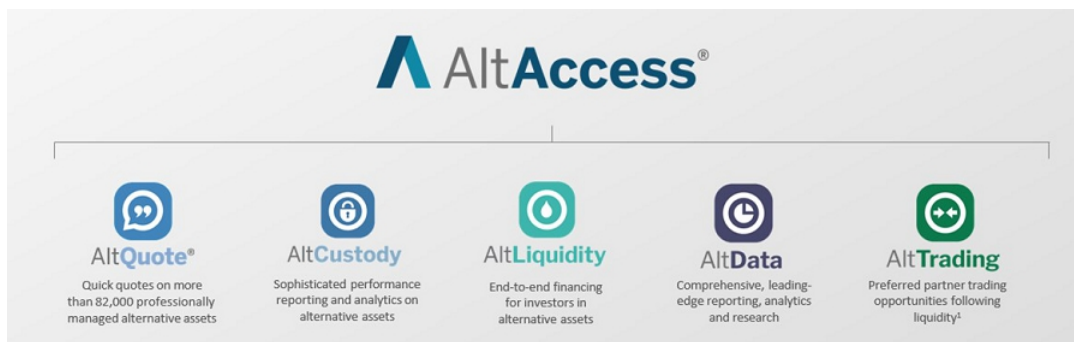 AltAccess®
AltQuote®
Quick quotes on more
than 82,000 professionally
managed alternative assets
AltCustody
Sophisticated performance
reporting and analytics on
alternative assets
AltLiquidity
End-to-end financing
for investors in
alternative assets
AltData
Comprehensive, leading-
edge reporting, analytics
and research
AltTrading
Preferred partner trading
opportunities following
liquidity¹